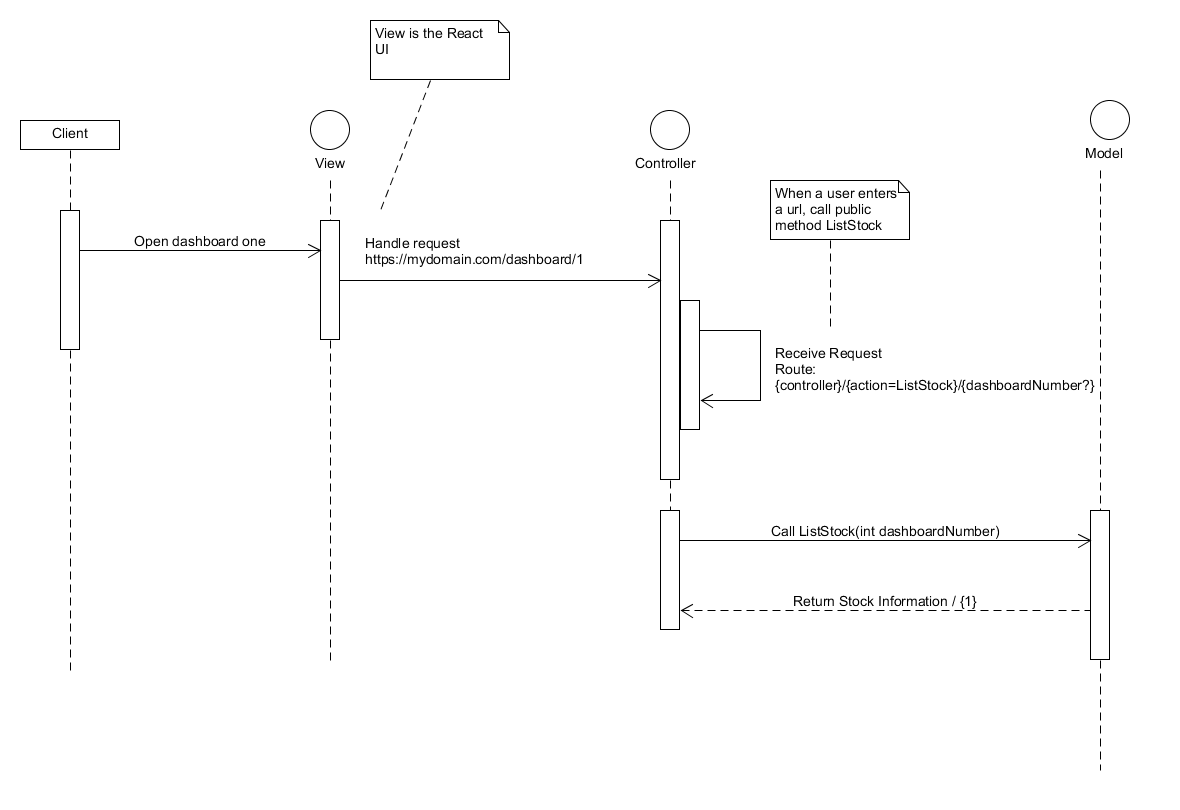 View is the React
UI
Client
View
Controller
Model
When a user enters
a url, call public
method ListStock
Open dashboard one
Handle request
https://mydomain.com/dashboard/1
Receive Request
Route:
{controller}/{action=ListStock}/{dashboardNumber?}
Call ListStock(int dashboardNumber)
Return Stock Information / {1}